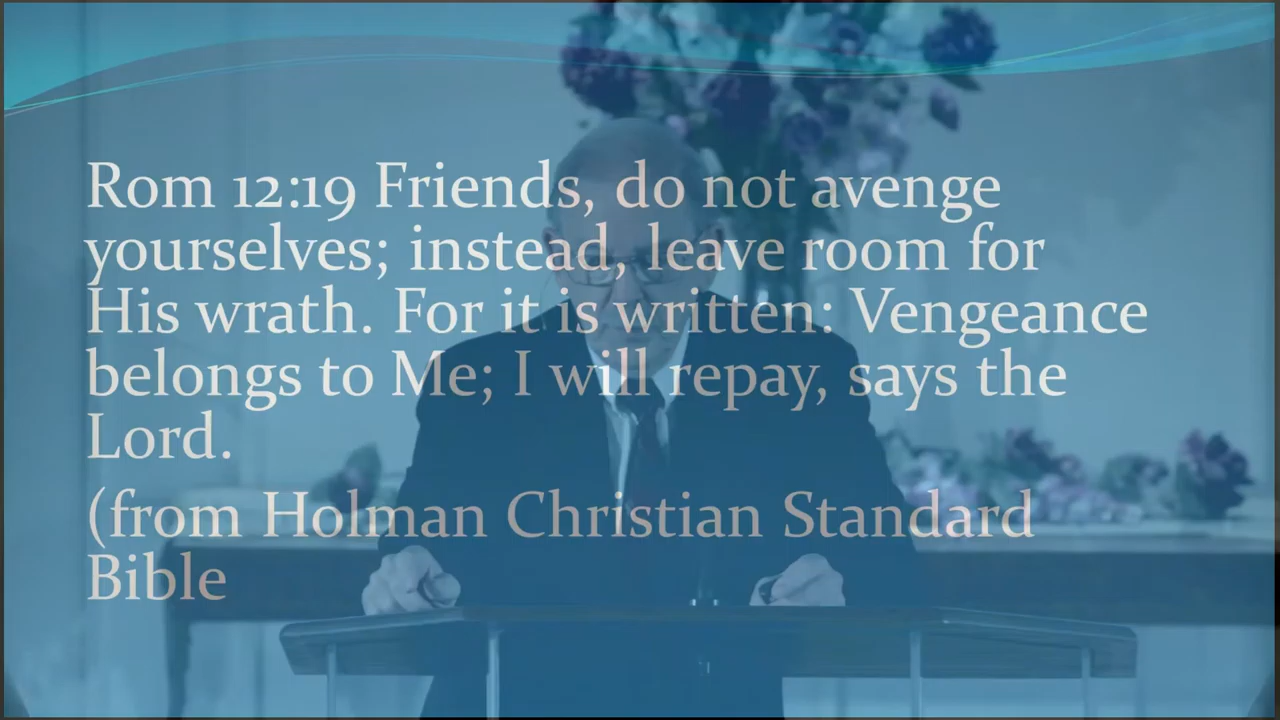 Rom 12:19 Friends, do not avenge
yourselves; instead, leave room for
His wrath. For it is written: Vengeance
belongs to Me; I will repay, says the
Lord.
(from Holman Christian Standard
Bible